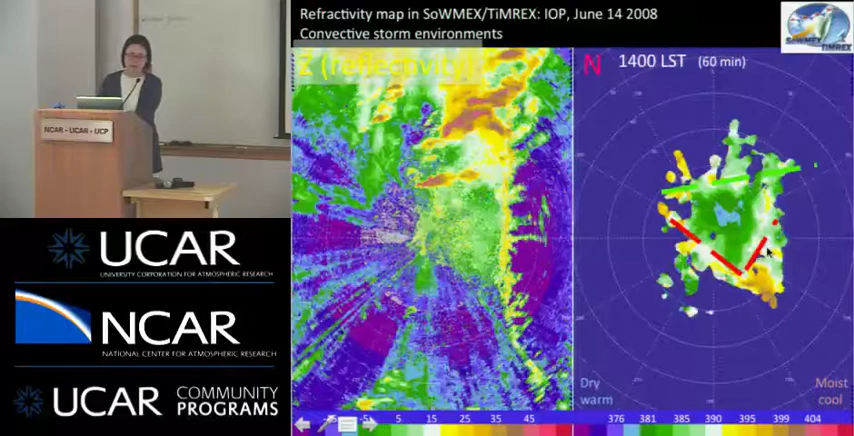 Refractivity map in SoWMEX/TiMREX: IOP, June 14 2008
Convective storm environments
Z (reflectivity)
N
1400 LST (60 min)
SoWMEX
TiMREX
NCAR • UCAR • UCP
UCAR
UNIVERSITY CORPORATION FOR ATMOSPHERIC RESEARCH
NCAR
NATIONAL CENTER FOR ATMOSPHERIC RESEARCH
UCAR COMMUNITY PROGRAMS
Dry
warm
Moist
cool
5 15 25 35 45
376 381 385 390 395 399 404